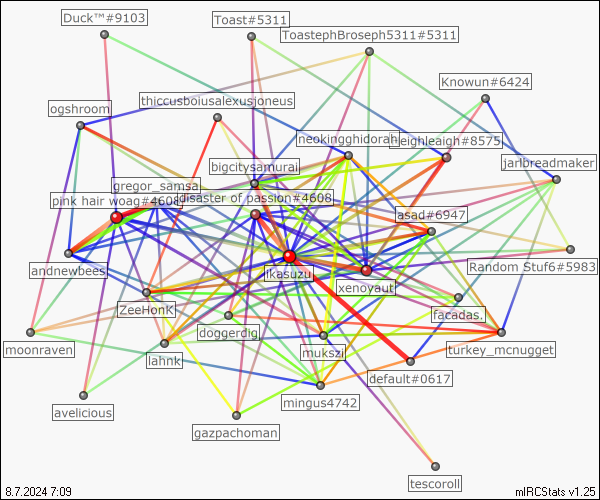 Duck™#9103
Toast#5311
ToastephBroseph5311#5311
Knowun#6424
thiccusboiusalexusjoneus
ogshroom
neokingghidorah
leighleaigh#8575
jarlbreadmaker
bigcitysamurai
gregor_samsa.
pink hair woag#4608
disaster of passion#4608
asad#6947
andnewbees
ikasuzu
Random Stuf6#5983
xenoyaut
ZeeHonK
facadas.
doggerdig
moonraven
mukszi
turkey_mcnugget
lahnk
default#0617
avelicious
mingus4742
gazpachoman
tescoroll
8.7.2024 7:09
mIRCStats v1.25